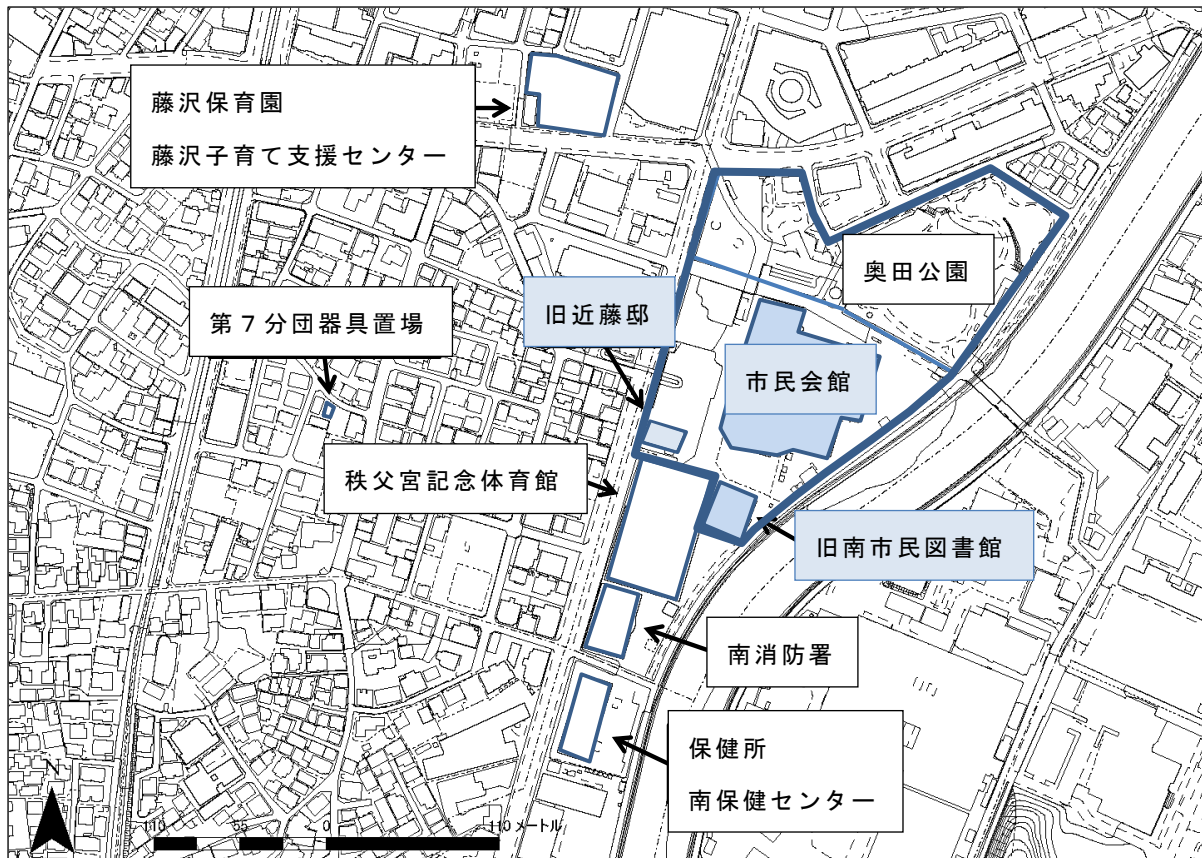 藤沢保育園
藤沢子育て支援センター
奥田公園
旧近藤邸
第７分団器具置場
市民会館
秩父宮記念体育館
旧南市民図書館
南消防署
保健所
南保健センター
N
110 55 0 110メートル